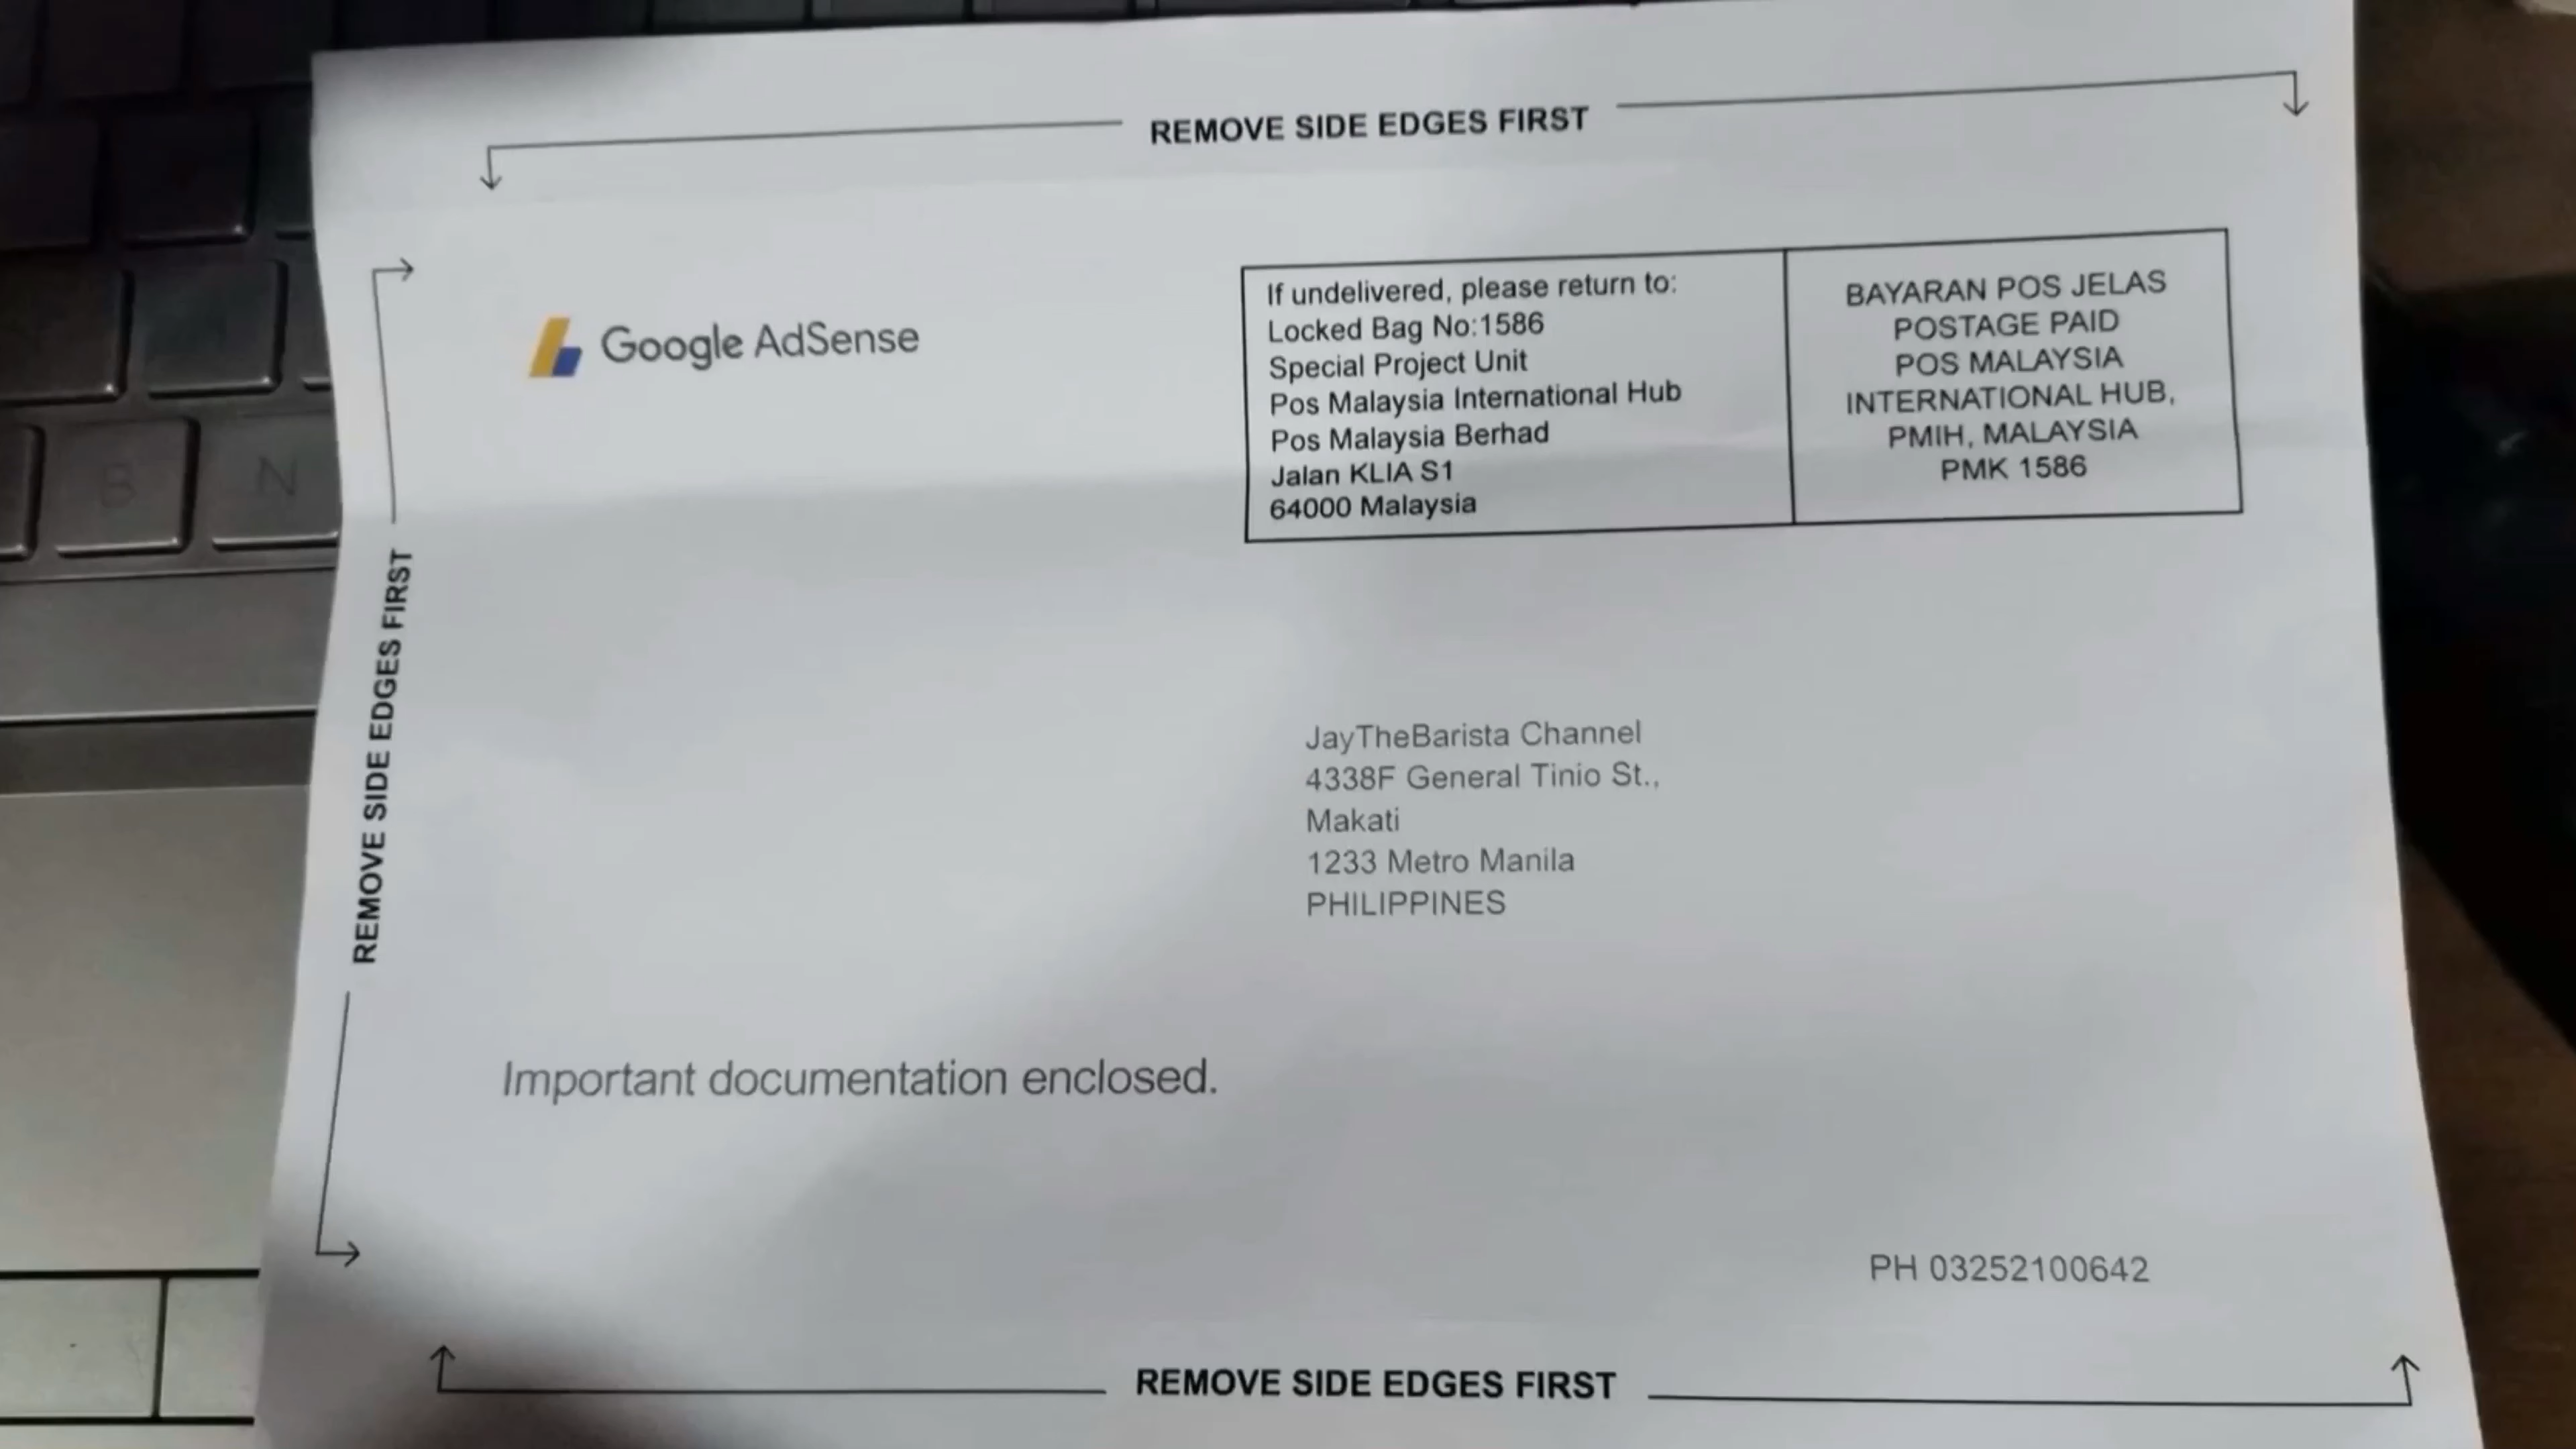 REMOVE SIDE EDGES FIRST
Google AdSense
If undelivered, please return to:
Locked Bag No:1586
Special Project Unit
Pos Malaysia International Hub
Pos Malaysia Berhad
Jalan KLIA S1
64000 Malaysia
BAYARAN POS JELAS
POSTAGE PAID
POS MALAYSIA
INTERNATIONAL HUB,
PMIH, MALAYSIA
PMK 1586
REMOVE SIDE EDGES FIRST
JayTheBarista Channel
4338F General Tinio St.,
Makati
1233 Metro Manila
PHILIPPINES
Important documentation enclosed.
PH 03252100642
REMOVE SIDE EDGES FIRST
B
N